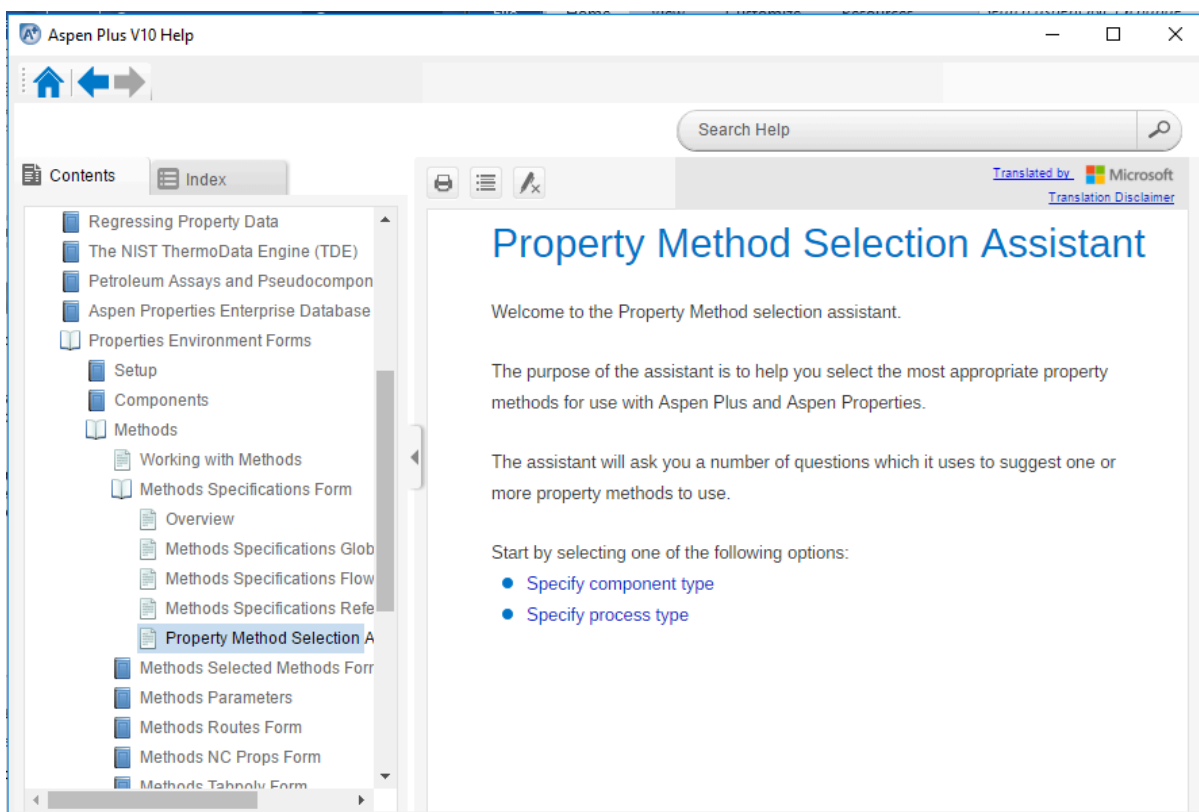 Aspen Plus V10 Help
Search Help
Contents
Index
Translated by Microsoft
Translation Disclaimer
Regressing Property Data
The NIST ThermoData Engine (TDE)
Petroleum Assays and Pseudocompon
Aspen Properties Enterprise Database
Properties Environment Forms
Setup
Components
Methods
Working with Methods
Methods Specifications Form
Overview
Methods Specifications Glob
Methods Specifications Flow
Methods Specifications Refe
Property Method Selection A
Methods Selected Methods Forr
Methods Parameters
Methods Routes Form
Methods NC Props Form
Methods Tabpoly Form
Property Method Selection Assistant
Welcome to the Property Method selection assistant.
The purpose of the assistant is to help you select the most appropriate property
methods for use with Aspen Plus and Aspen Properties.
The assistant will ask you a number of questions which it uses to suggest one or
more property methods to use.
Start by selecting one of the following options:
Specify component type
Specify process type